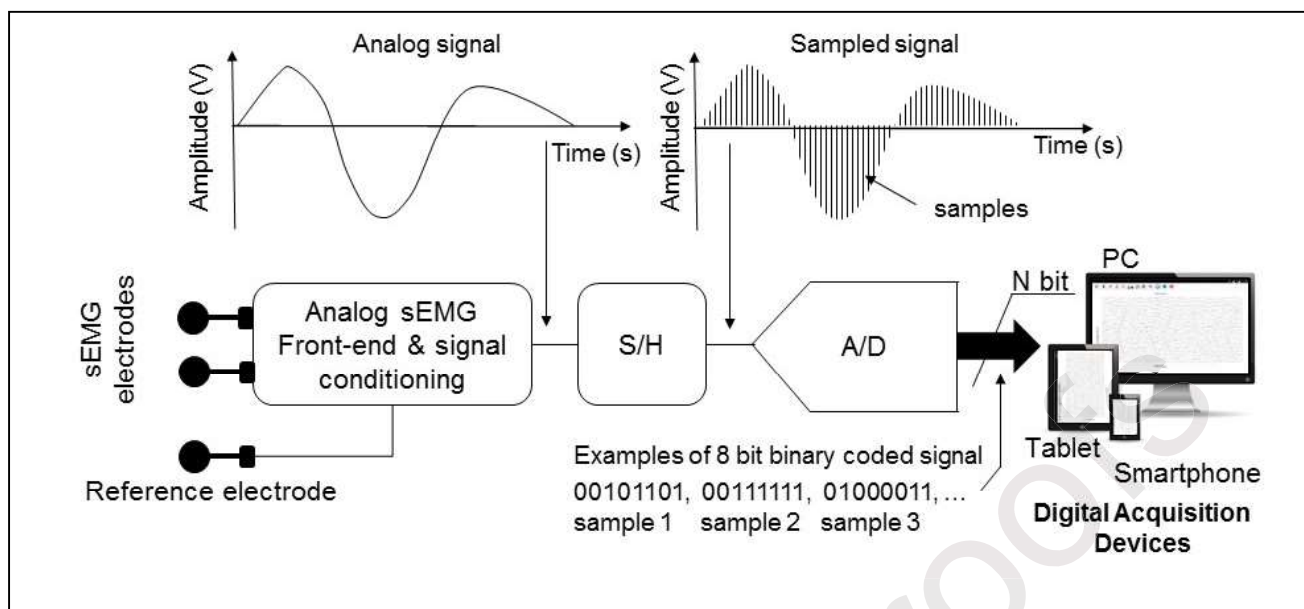 Analog signal
Amplitude (V)
Time (s)
Sampled signal
Amplitude (V)
Time (s)
samples
sEMG
electrodes
Analog sEMG
Front-end & signal
conditioning
S/H
A/D
N bit
PC
Tablet
Smartphone
Digital Acquisition
Devices
Reference electrode
Examples of 8 bit binary coded signal
00101101, 00111111, 01000011, ...
sample 1 sample 2 sample 3